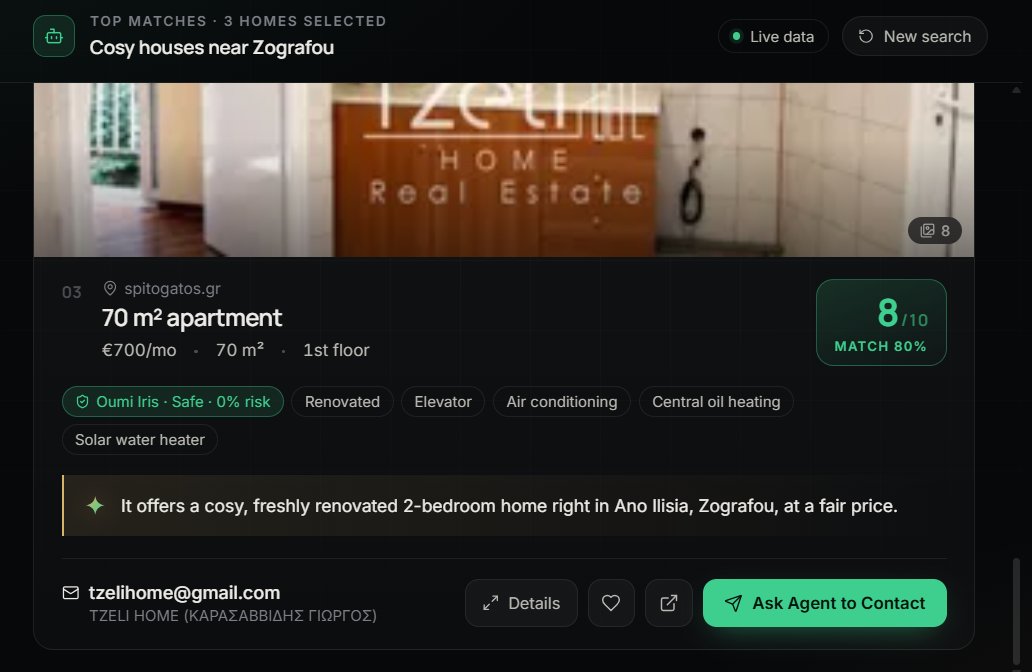 TOP MATCHES · 3 HOMES SELECTED
Cosy houses near Zografou
Live data
New search
Tzeli
HOME
Real Estate
8
03
spitogatos.gr
70 m² apartment
€700/mo · 70 m² · 1st floor
8/10
MATCH 80%
Oumi Iris · Safe · 0% risk
Renovated
Elevator
Air conditioning
Central oil heating
Solar water heater
It offers a cosy, freshly renovated 2-bedroom home right in Ano Ilisia, Zografou, at a fair price.
tzelihome@gmail.com
TZELI HOME (ΚΑΡΑΣΑΒΒΙΔΗΣ ΓΙΩΡΓΟΣ)
Details
Ask Agent to Contact